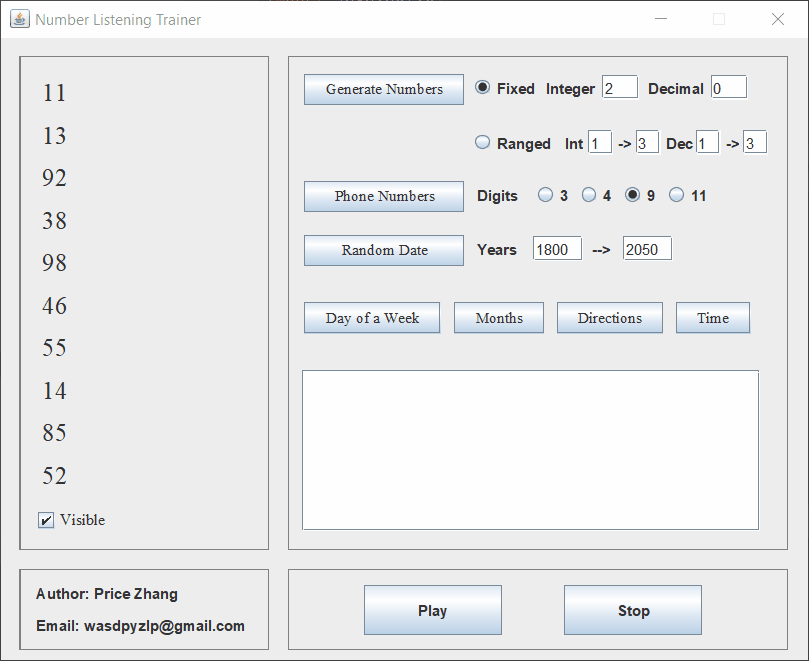 Number Listening Trainer
11
13
92
38
98
46
55
14
85
52
Visible
Generate Numbers Fixed Integer 2 Decimal 0
Ranged Int 1 -> 3 Dec 1 -> 3
Phone Numbers Digits 3 4 9 11
Random Date Years 1800 --> 2050
Day of a Week Months Directions Time
Author: Price Zhang
Email: wasdpyzlp@gmail.com
Play Stop